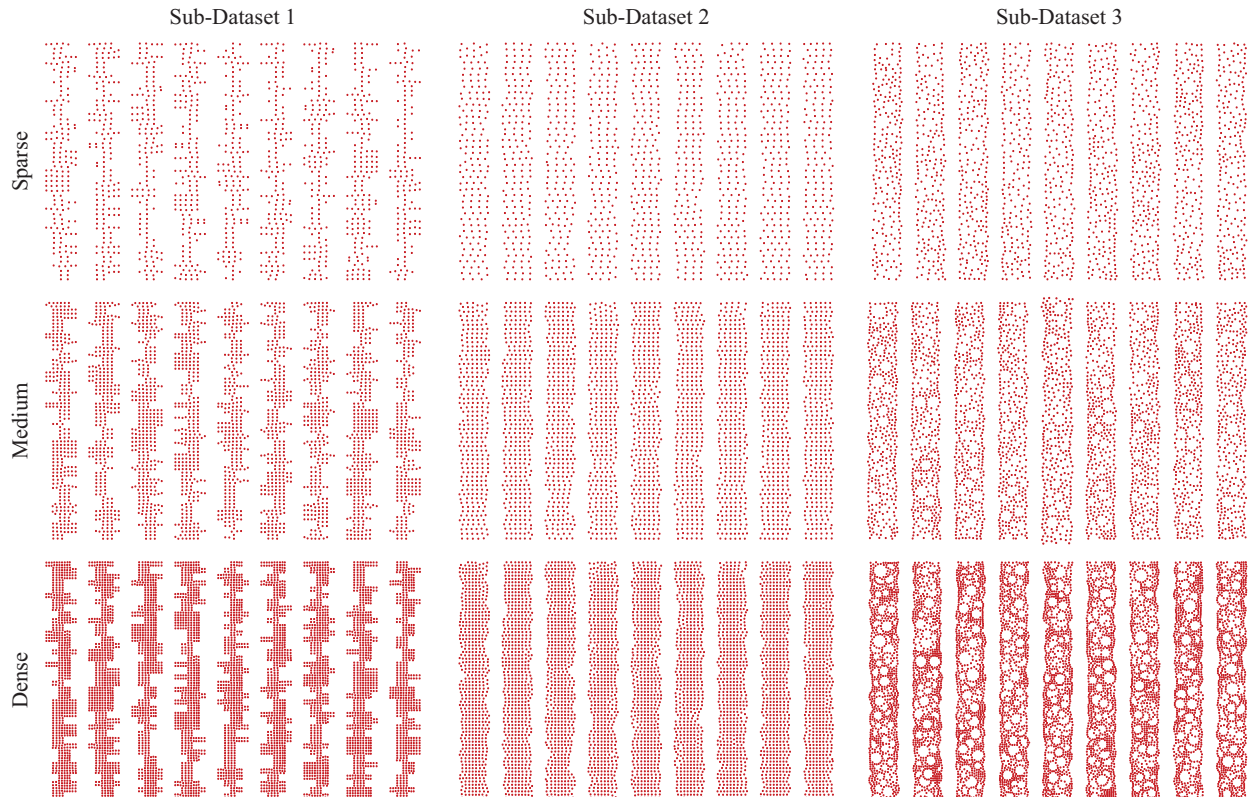 Sub-Dataset 1
Sub-Dataset 2
Sub-Dataset 3
Sparse
Medium
Dense